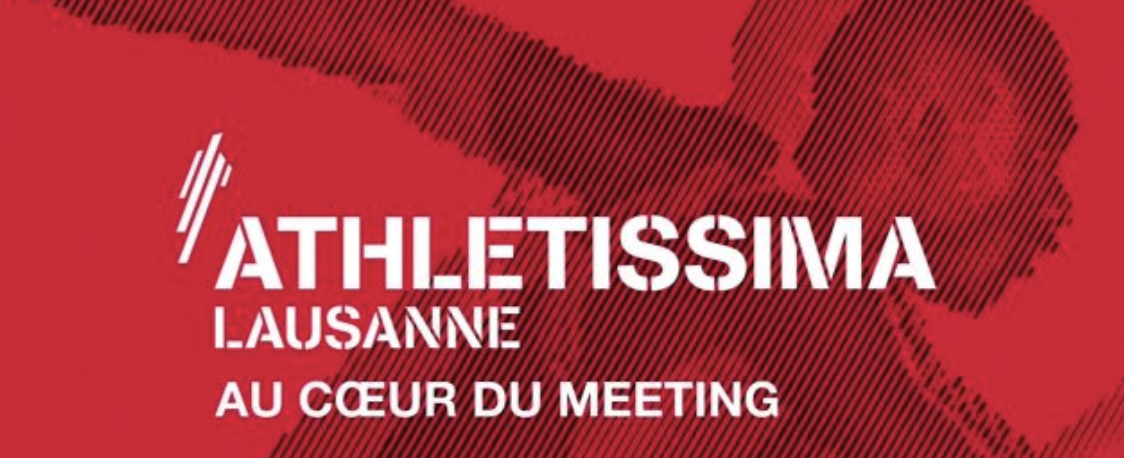 ATHLETISSIMA
LAUSANNE
AU CŒUR DU MEETING